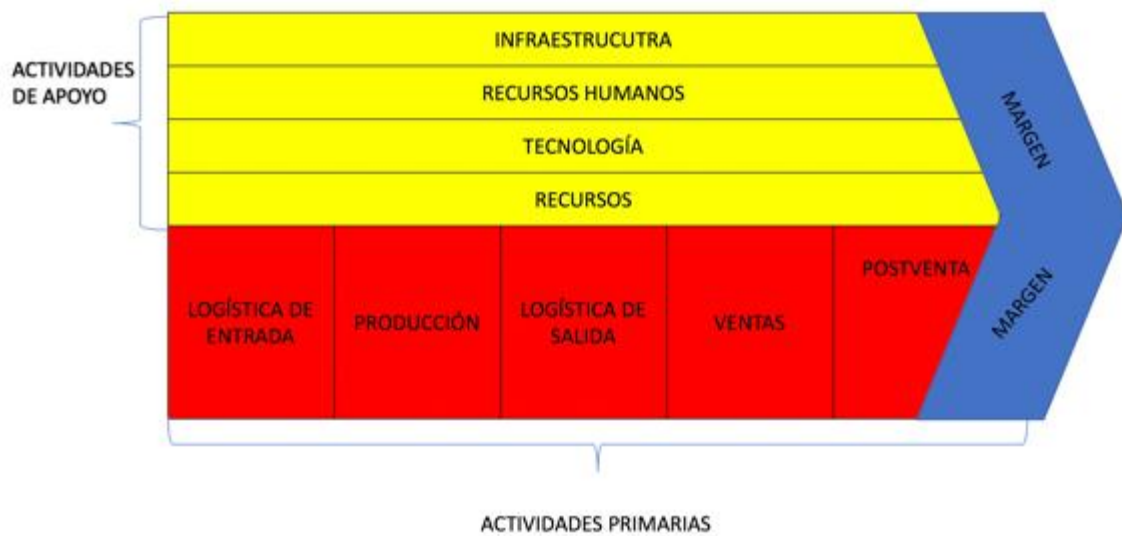 INFRAESTRUCUTRA
ACTIVIDADES
DE APOYO
RECURSOS HUMANOS
MARGEN
TECNOLOGÍA
RECURSOS
LOGÍSTICA DE
ENTRADA
PRODUCCIÓN
LOGÍSTICA DE
SALIDA
VENTAS
POSTVENTA
MARGEN
ACTIVIDADES PRIMARIAS